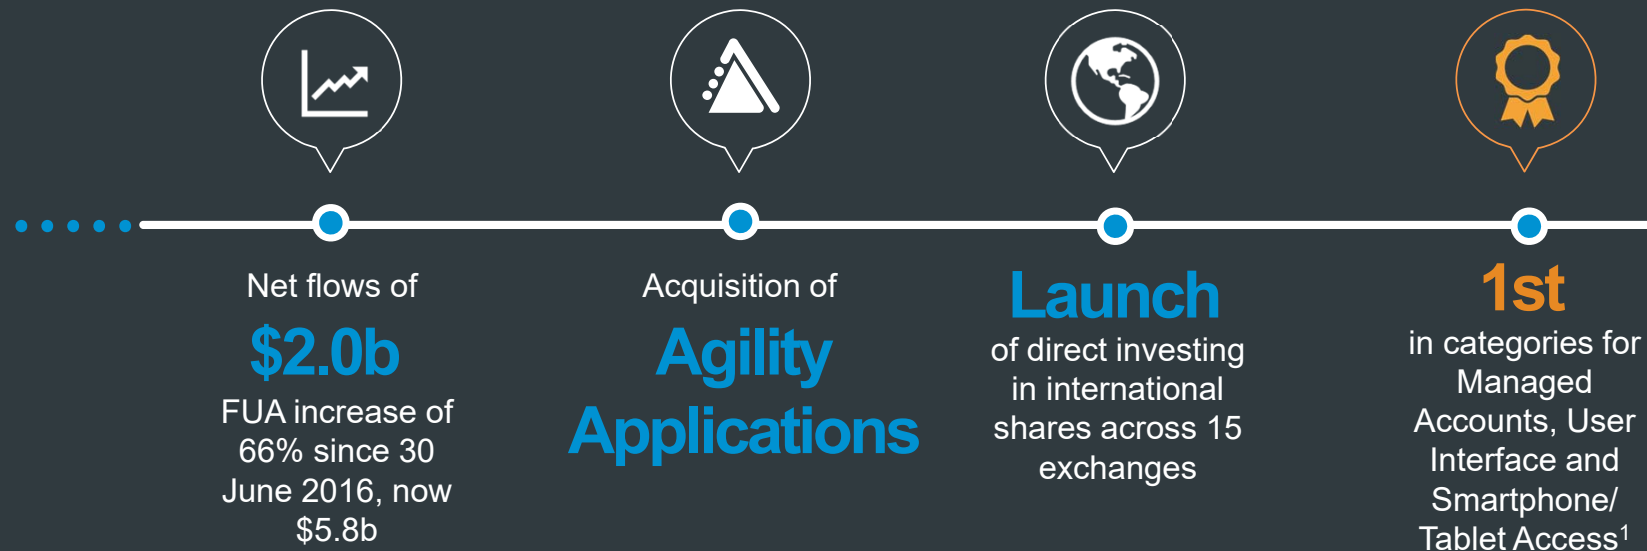 Net flows of
$2.0b
FUA increase of
66% since 30
June 2016, now
$5.8b
Acquisition of
Agility
Applications
Launch
of direct investing
in international
shares across 15
exchanges
1st
in categories for
Managed
Accounts, User
Interface and
Smartphone/
Tablet Access¹